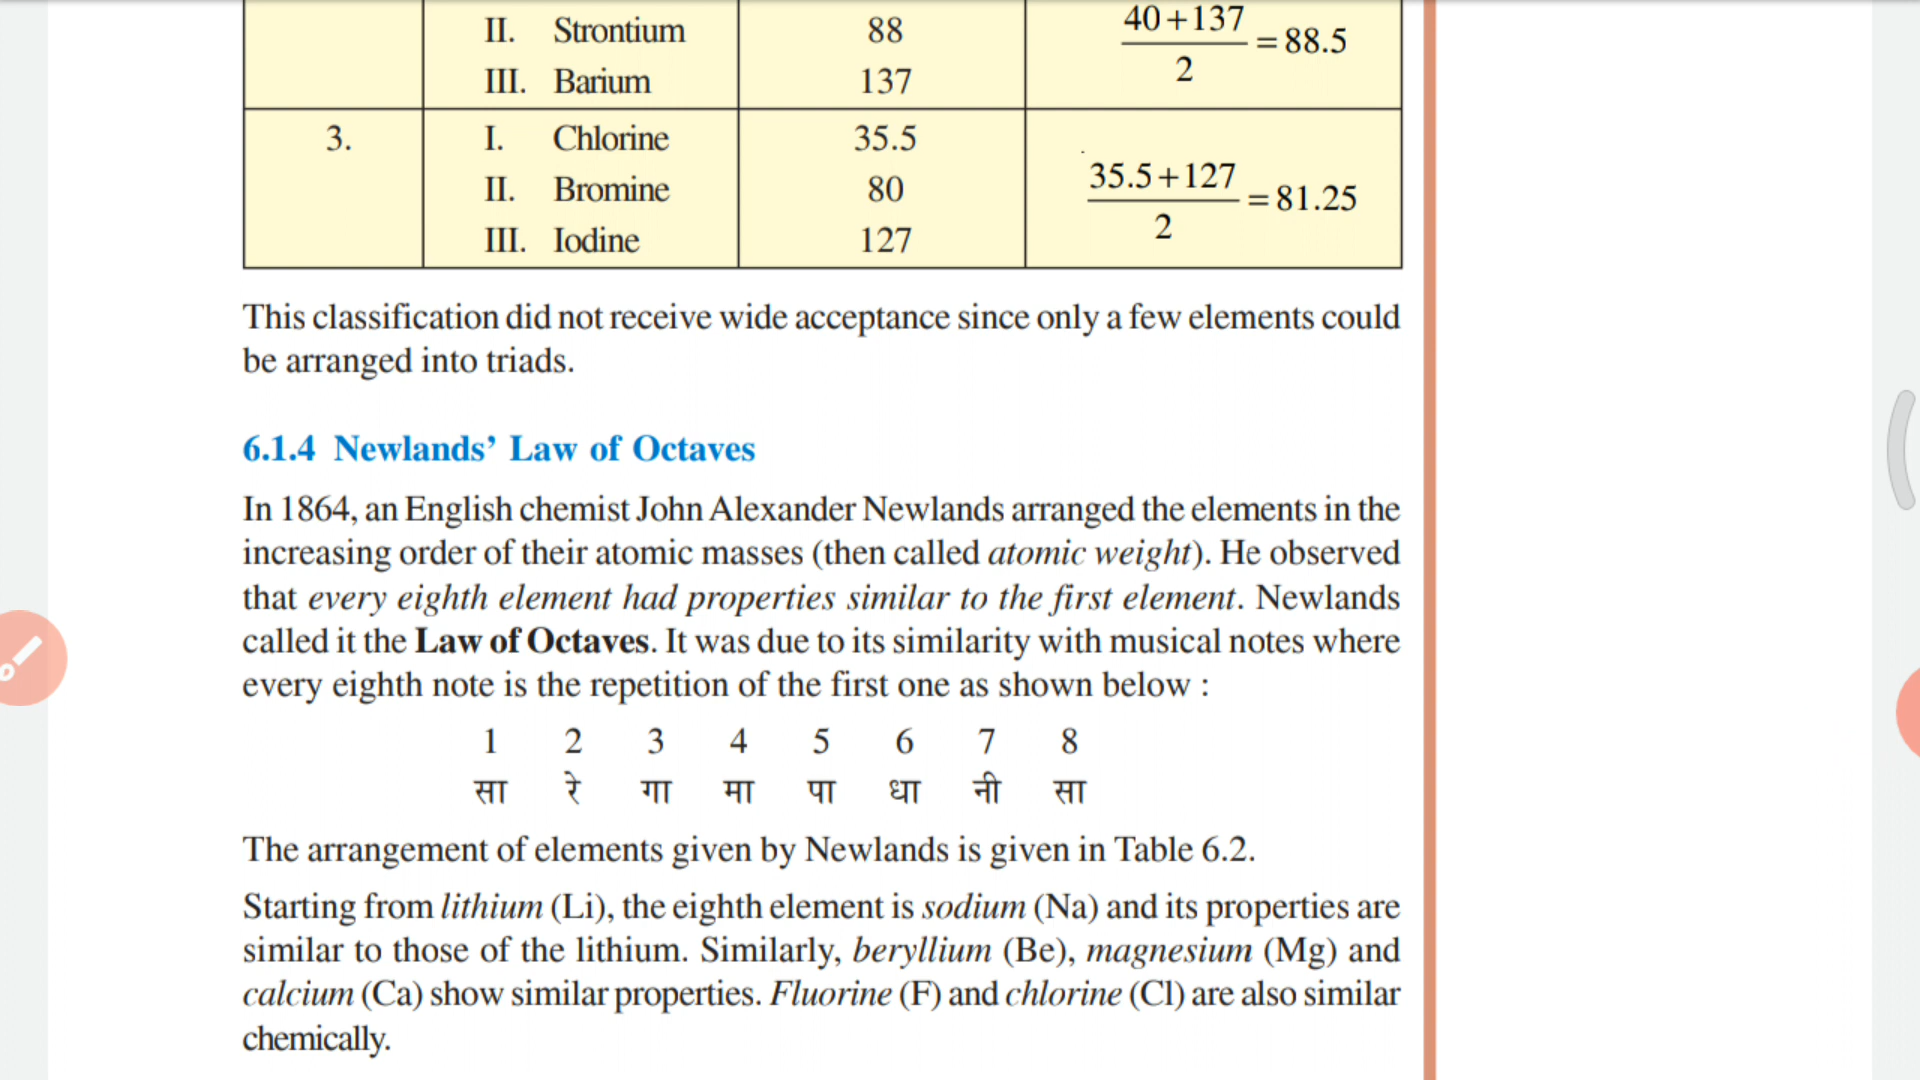 II. Strontium 88 40+137
2 =88.5
III. Barium 137
3. I. Chlorine 35.5 35.5+127
2 =81.25
II. Bromine 80
III. Iodine 127
This classification did not receive wide acceptance since only a few elements could
be arranged into triads.
6.1.4 Newlands’ Law of Octaves
In 1864, an English chemist John Alexander Newlands arranged the elements in the
increasing order of their atomic masses (then called atomic weight). He observed
that every eighth element had properties similar to the first element. Newlands
called it the Law of Octaves. It was due to its similarity with musical notes where
every eighth note is the repetition of the first one as shown below :
1 2 3 4 5 6 7 8
सा रे गा मा पा धा नी सा
The arrangement of elements given by Newlands is given in Table 6.2.
Starting from lithium (Li), the eighth element is sodium (Na) and its properties are
similar to those of the lithium. Similarly, beryllium (Be), magnesium (Mg) and
calcium (Ca) show similar properties. Fluorine (F) and chlorine (Cl) are also similar
chemically.